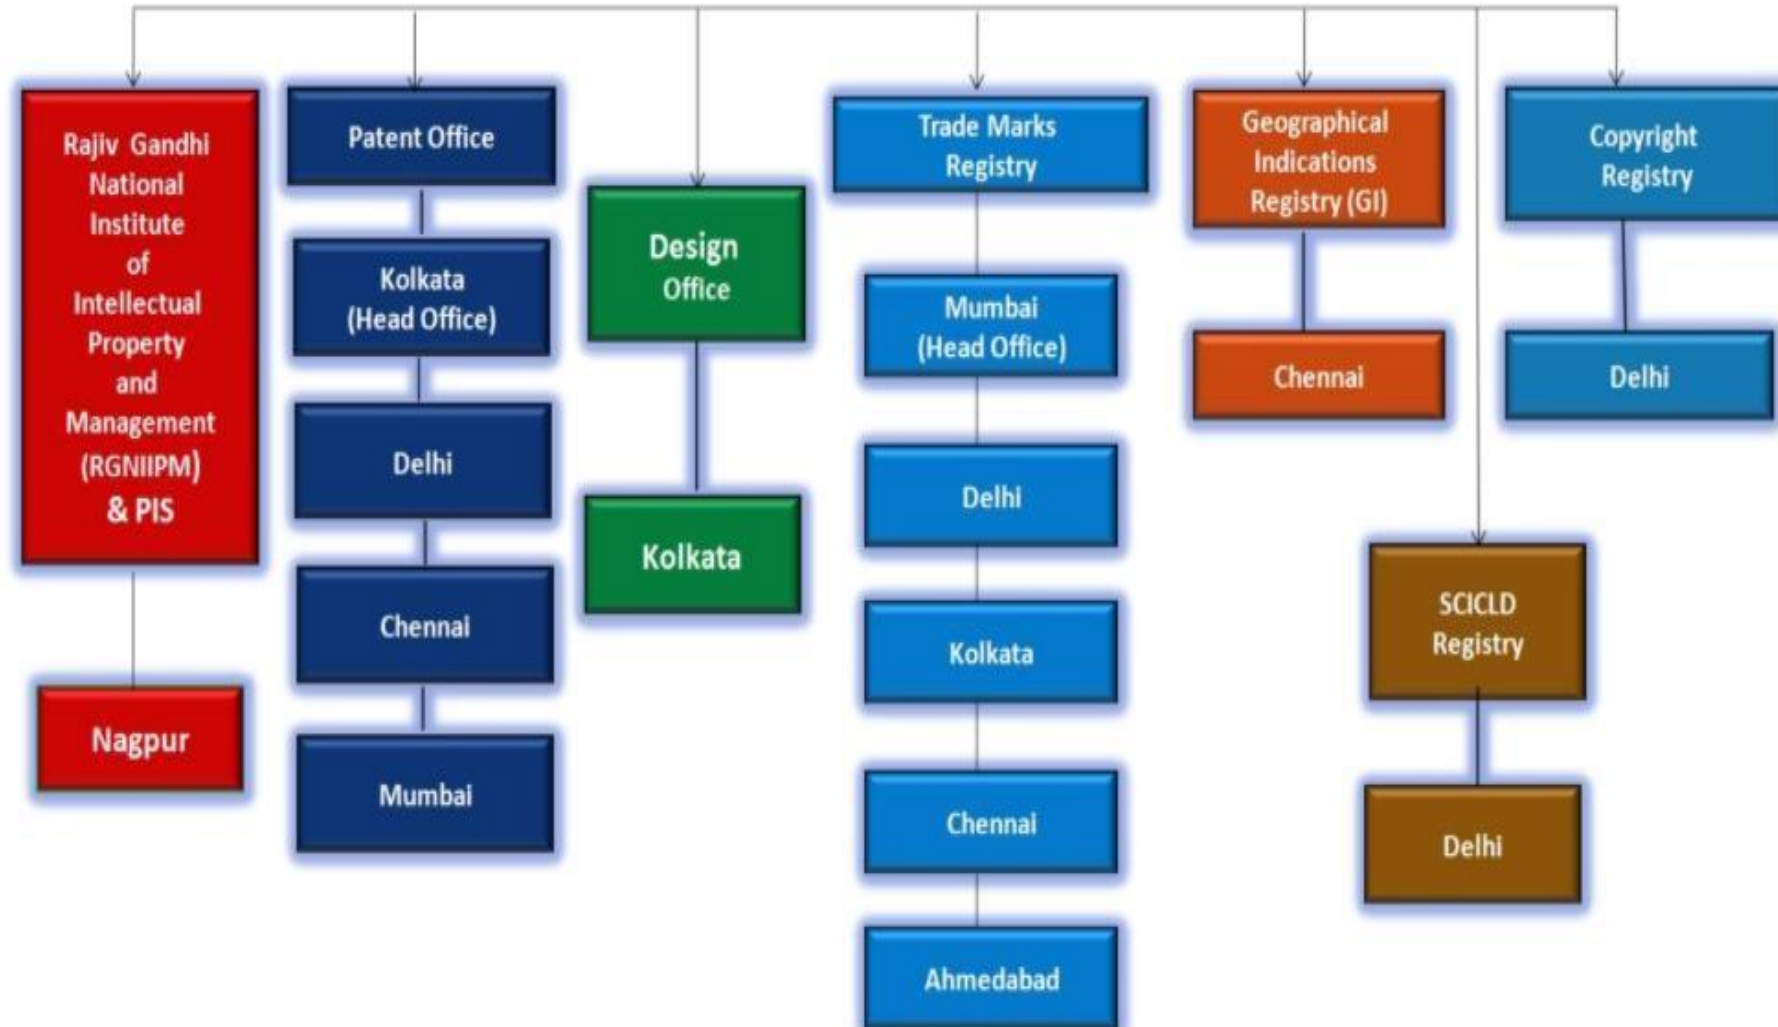 Rajiv Gandhi
National
Institute
of
Intellectual
Property
and
Management
(RGNIIPM)
& PIS
Nagpur
Patent Office
Kolkata
(Head Office)
Delhi
Chennai
Mumbai
Design
Office
Kolkata
Trade Marks
Registry
Mumbai
(Head Office)
Delhi
Kolkata
Chennai
Ahmedabad
Geographical
Indications
Registry (GI)
Chennai
SCICLD
Registry
Delhi
Copyright
Registry
Delhi